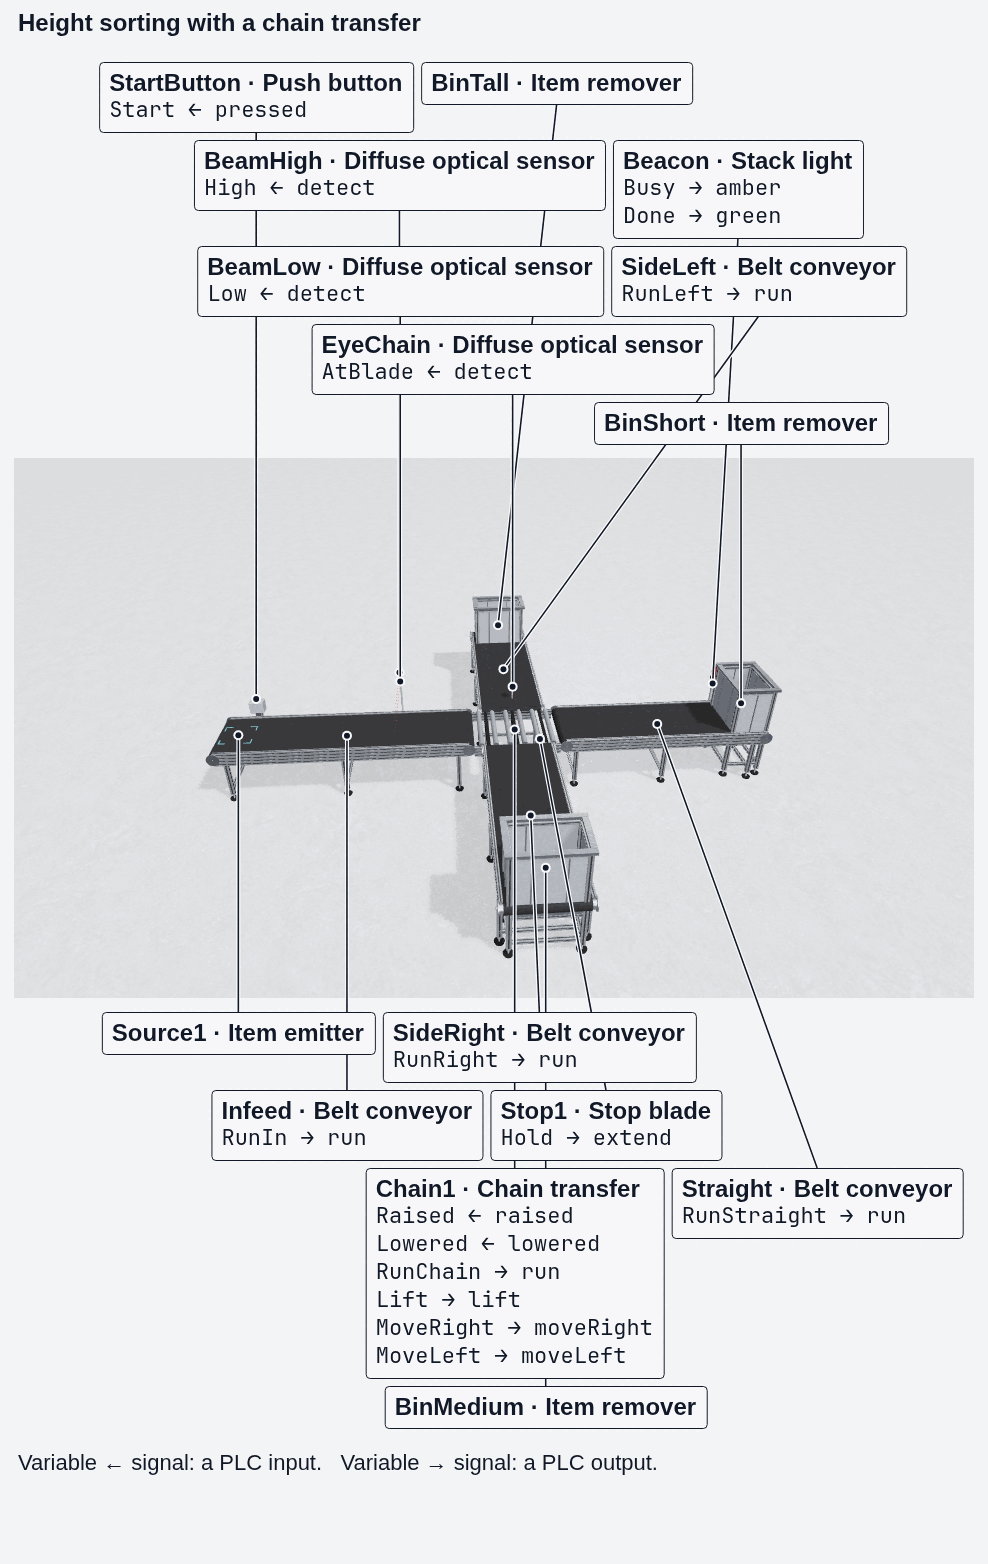 Height sorting with a chain transfer
StartButton · Push button
Start ← pressed
BinTall · Item remover
BeamHigh · Diffuse optical sensor
High ← detect
Beacon · Stack light
Busy → amber
Done → green
BeamLow · Diffuse optical sensor
Low ← detect
SideLeft · Belt conveyor
RunLeft → run
EyeChain · Diffuse optical sensor
AtBlade ← detect
BinShort · Item remover
Source1 · Item emitter
SideRight · Belt conveyor
RunRight → run
Infeed · Belt conveyor
RunIn → run
Stop1 · Stop blade
Hold → extend
Chain1 · Chain transfer
Raised ← raised
Lowered ← lowered
RunChain → run
Lift → lift
MoveRight → moveRight
MoveLeft → moveLeft
Straight · Belt conveyor
RunStraight → run
BinMedium · Item remover
Variable ← signal: a PLC input. Variable → signal: a PLC output.